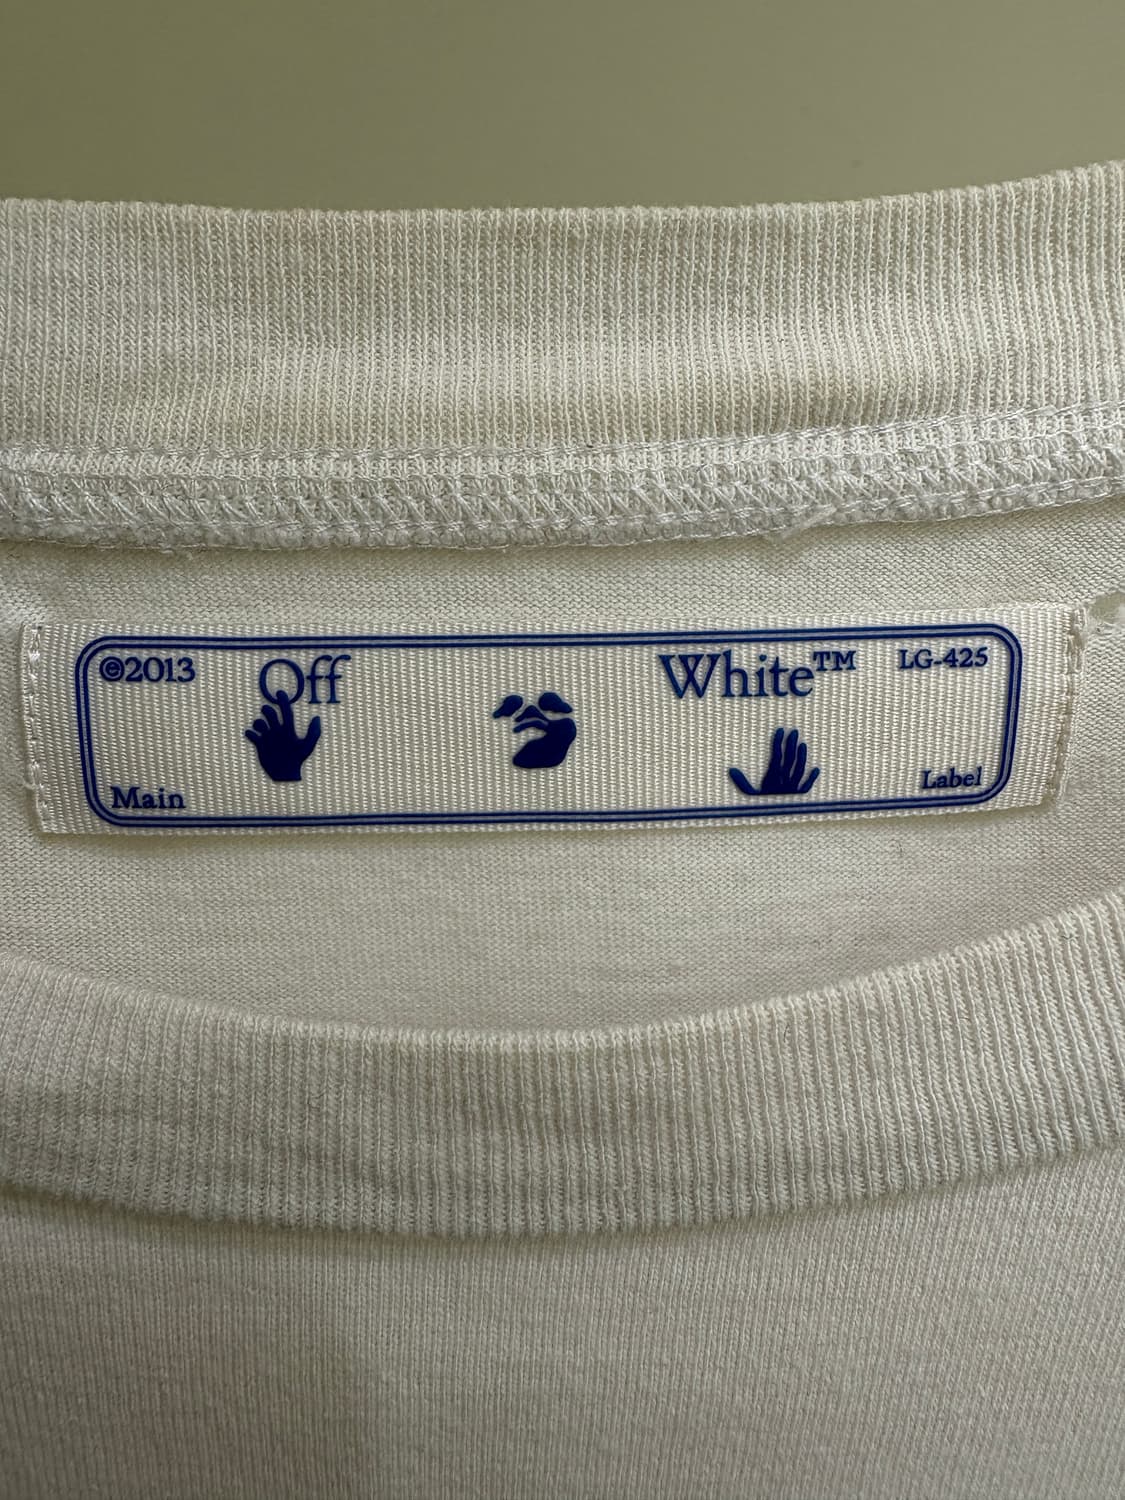 ©2013 Off White™ LG-425
Main Label